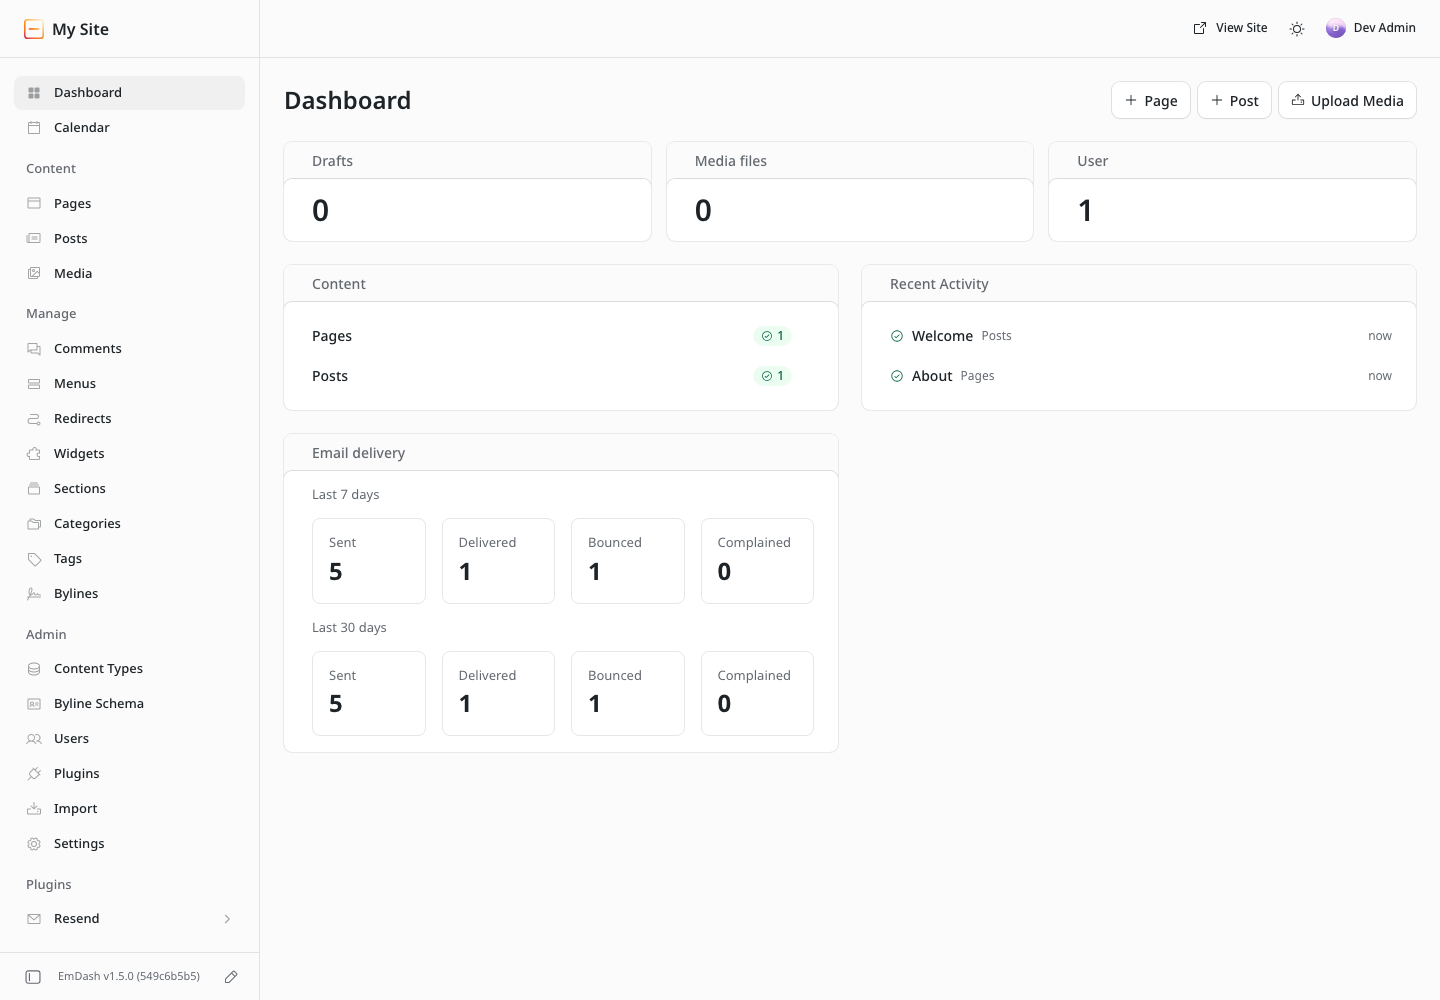 My Site
View Site
Dev Admin
Dashboard
Calendar
Content
Pages
Posts
Media
Manage
Comments
Menus
Redirects
Widgets
Sections
Categories
Tags
Bylines
Admin
Content Types
Byline Schema
Users
Plugins
Import
Settings
Plugins
Resend
EmDash v1.5.0 (549c6b5b5)
Dashboard
Page
Post
Upload Media
Drafts
0
Media files
0
User
1
Content
Pages 1
Posts 1
Recent Activity
Welcome Posts now
About Pages now
Email delivery
Last 7 days
Sent
5
Delivered
1
Bounced
1
Complained
0
Last 30 days
Sent
5
Delivered
1
Bounced
1
Complained
0